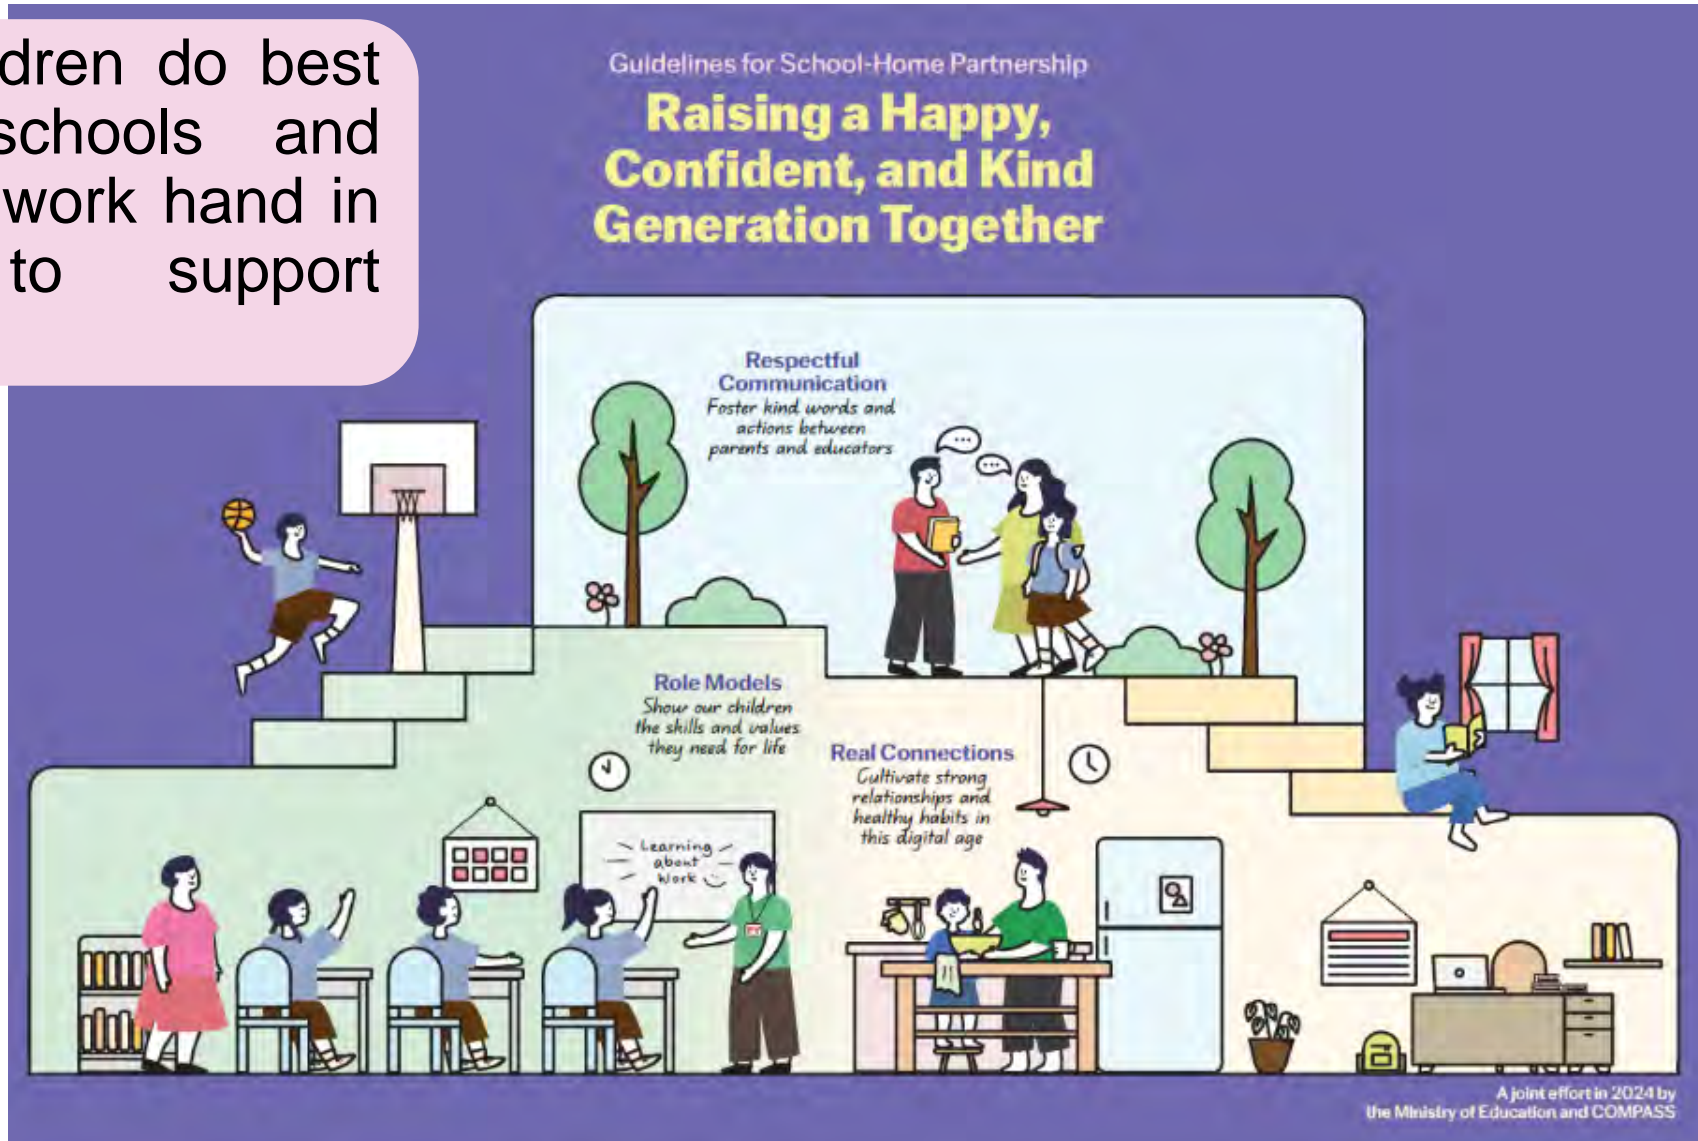 dren do best
schools and
work hand in
to support
Guidelines for School-Home Partnership
Raising a Happy,
Confident, and Kind
Generation Together
Respectful
Communication
Foster kind words and
actions between
parents and educators
Role Models
Show our children
the skills and values
they need for life
Real Connections
Cultivate strong
relationships and
healthy habits in
this digital age
Learning
about
Work
A joint effort in 2024 by
the Ministry of Education and COMPASS